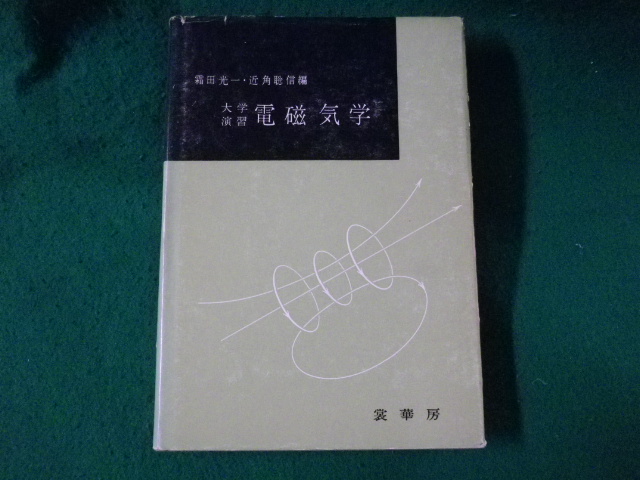 霜田光一・近角聡信編
大学演習 電磁気学
裳華房